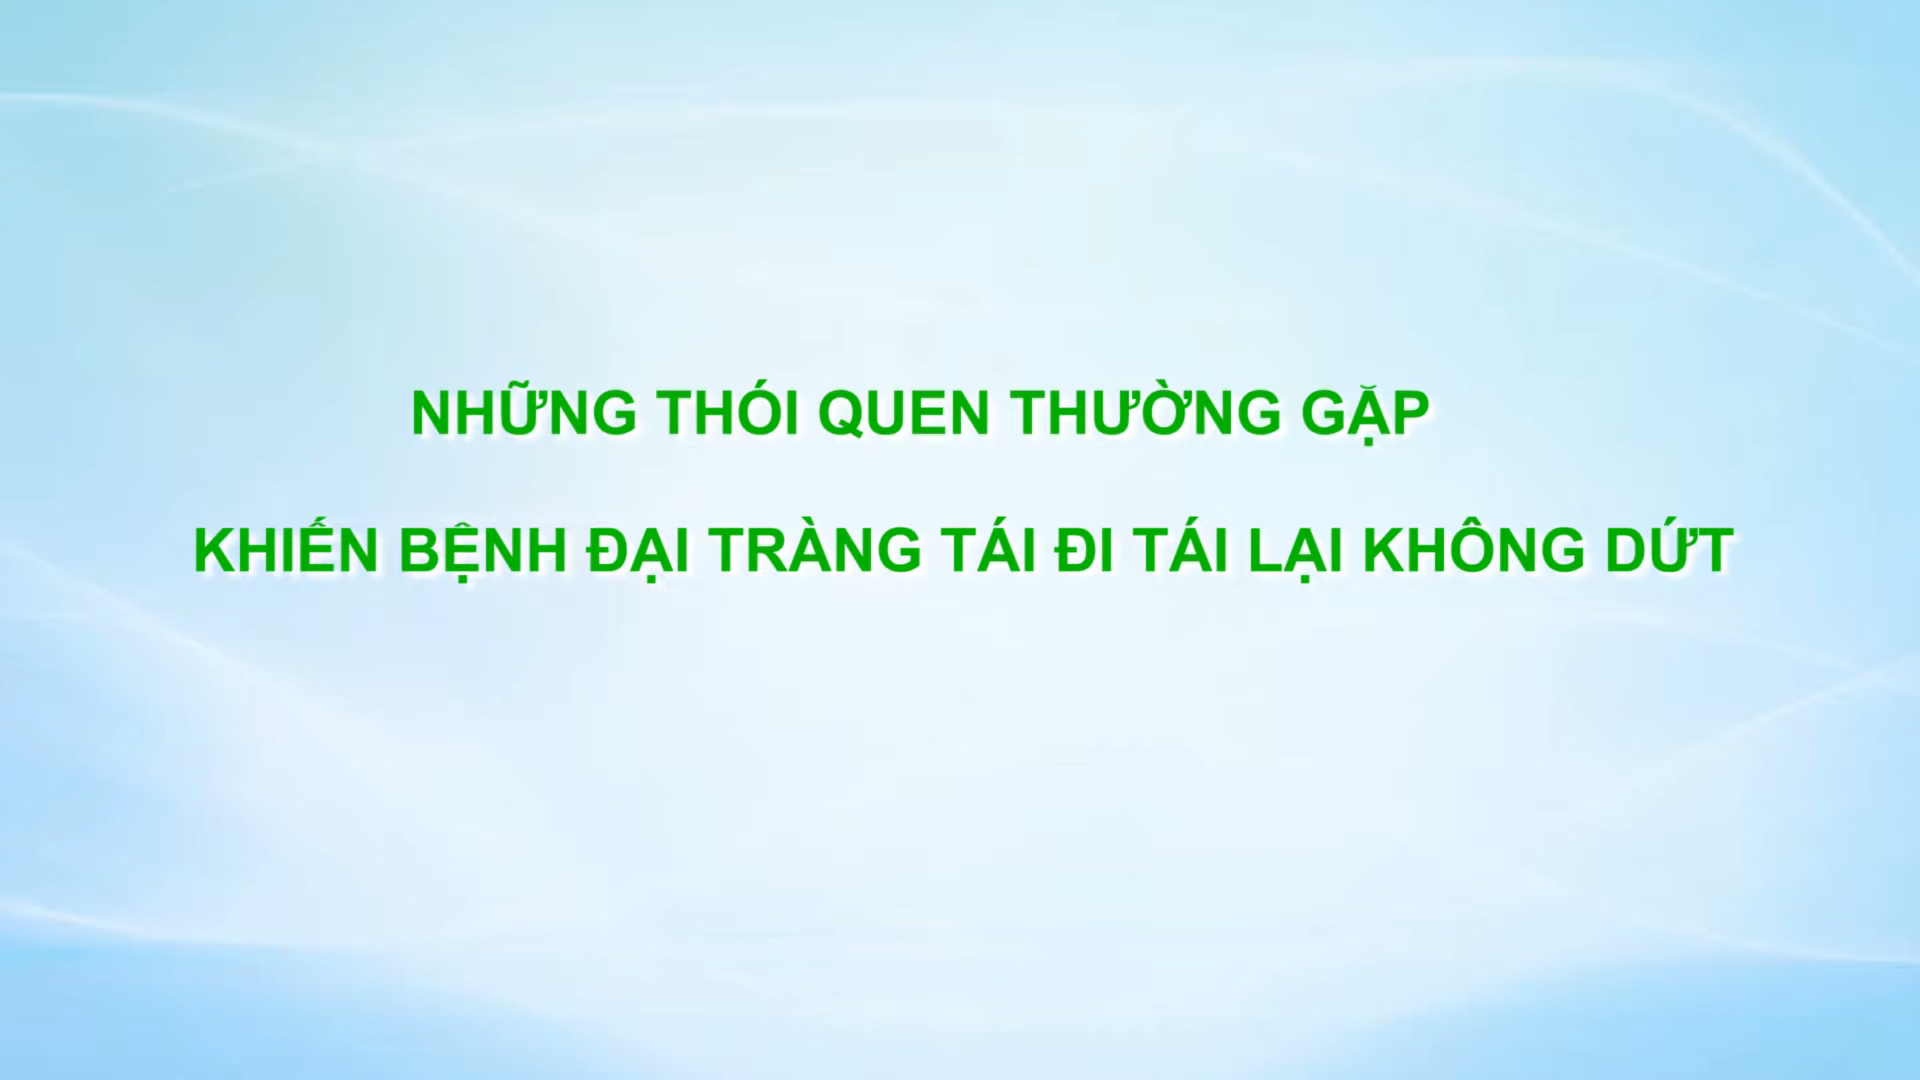 NHỮNG THÓI QUEN THƯỜNG GẶP
KHIẾN BỆNH ĐẠI TRÀNG TÁI ĐI TÁI LẠI KHÔNG DỨT